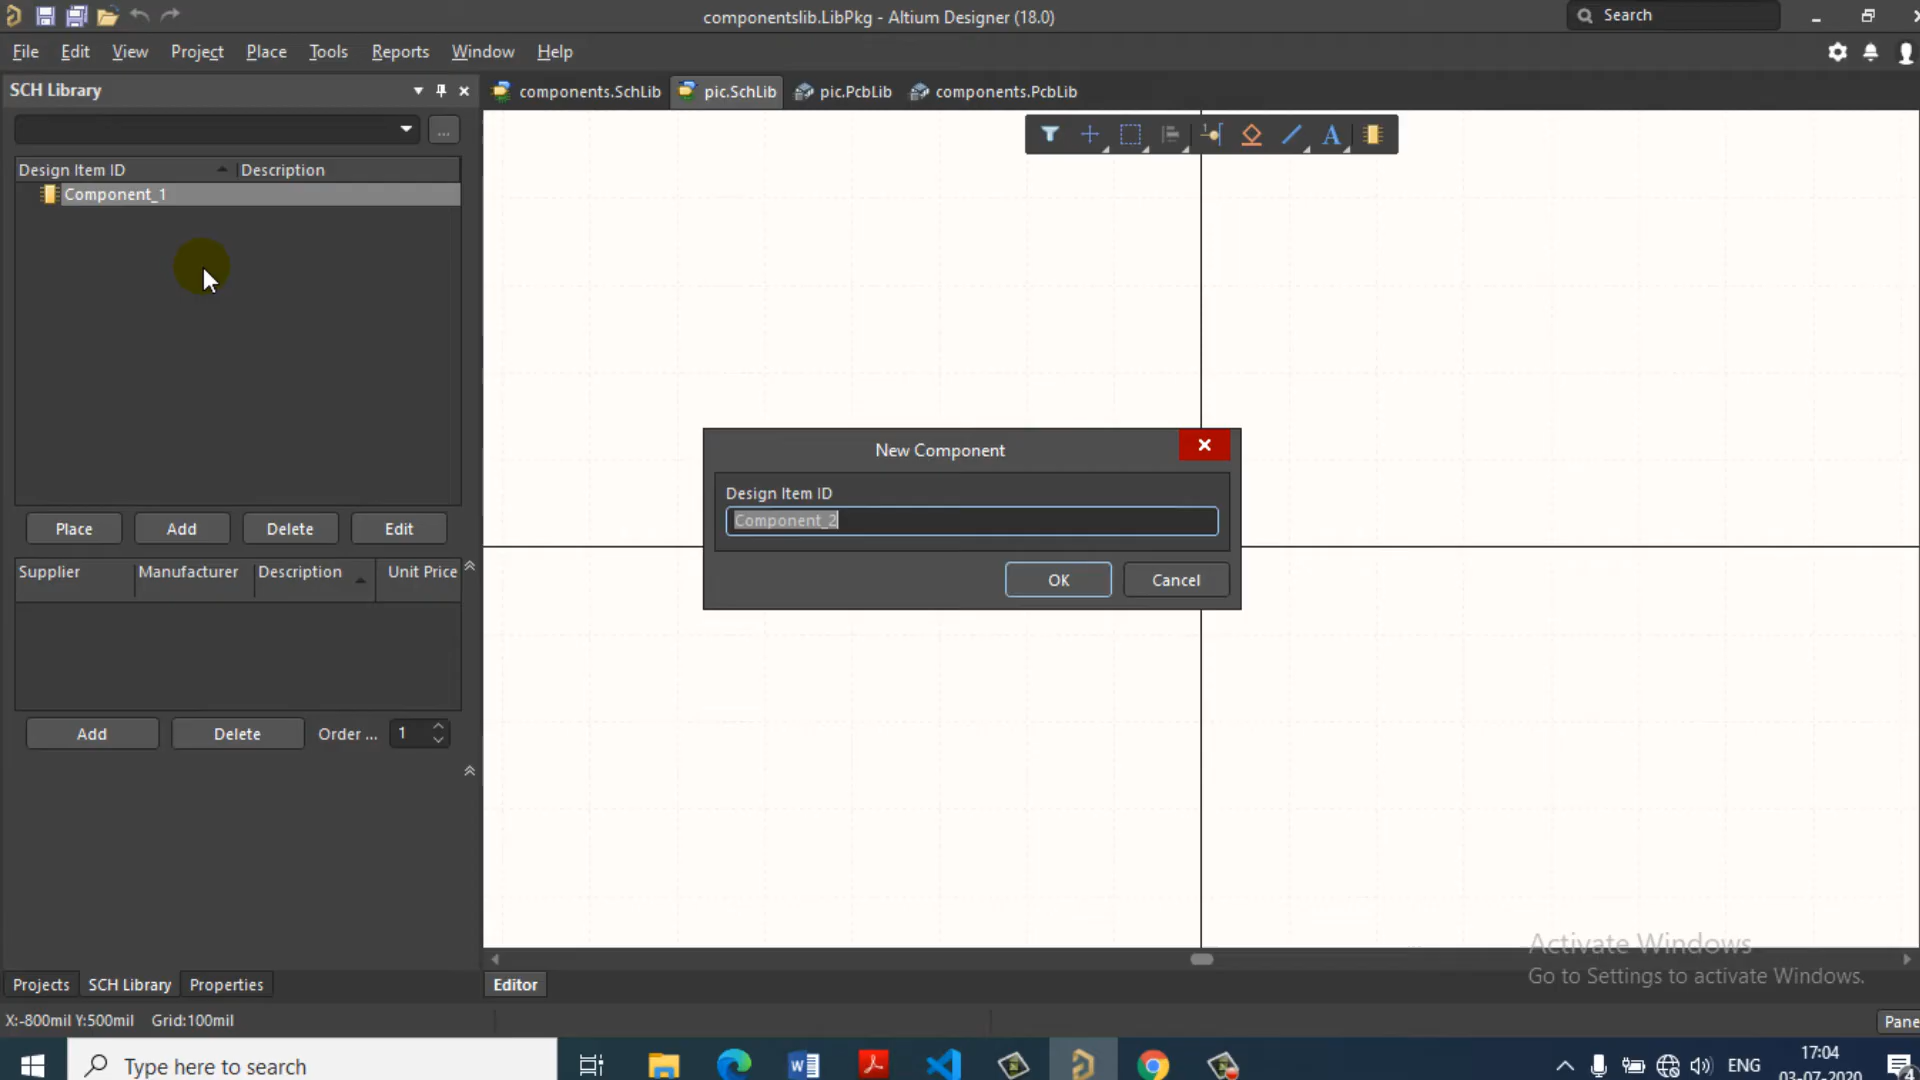 componentslib.LibPkg - Altium Designer (18.0)
Search
File Edit View Project Place Tools Reports Window Help
SCH Library
components.SchLib pic.SchLib pic.PcbLib components.PcbLib
...
A
Design Item ID Description
Component_1
New Component
Design Item ID
Component_2
OK Cancel
Place Add Delete Edit
Supplier Manufacturer Description Unit Price
Add Delete Order ... 1
Activate Windows
Go to Settings to activate Windows.
Projects SCH Library Properties Editor
X:-800mil Y:500mil Grid:100mil
Pane
Type here to search
ENG
17:04
03-07-2020
4